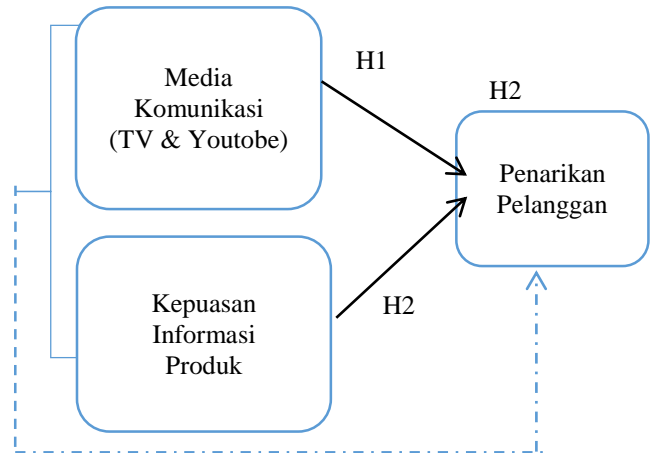 Media
Komunikasi
(TV & Youtobe)
H1
H2
Penarikan
Pelanggan
Kepuasan
Informasi
Produk
H2